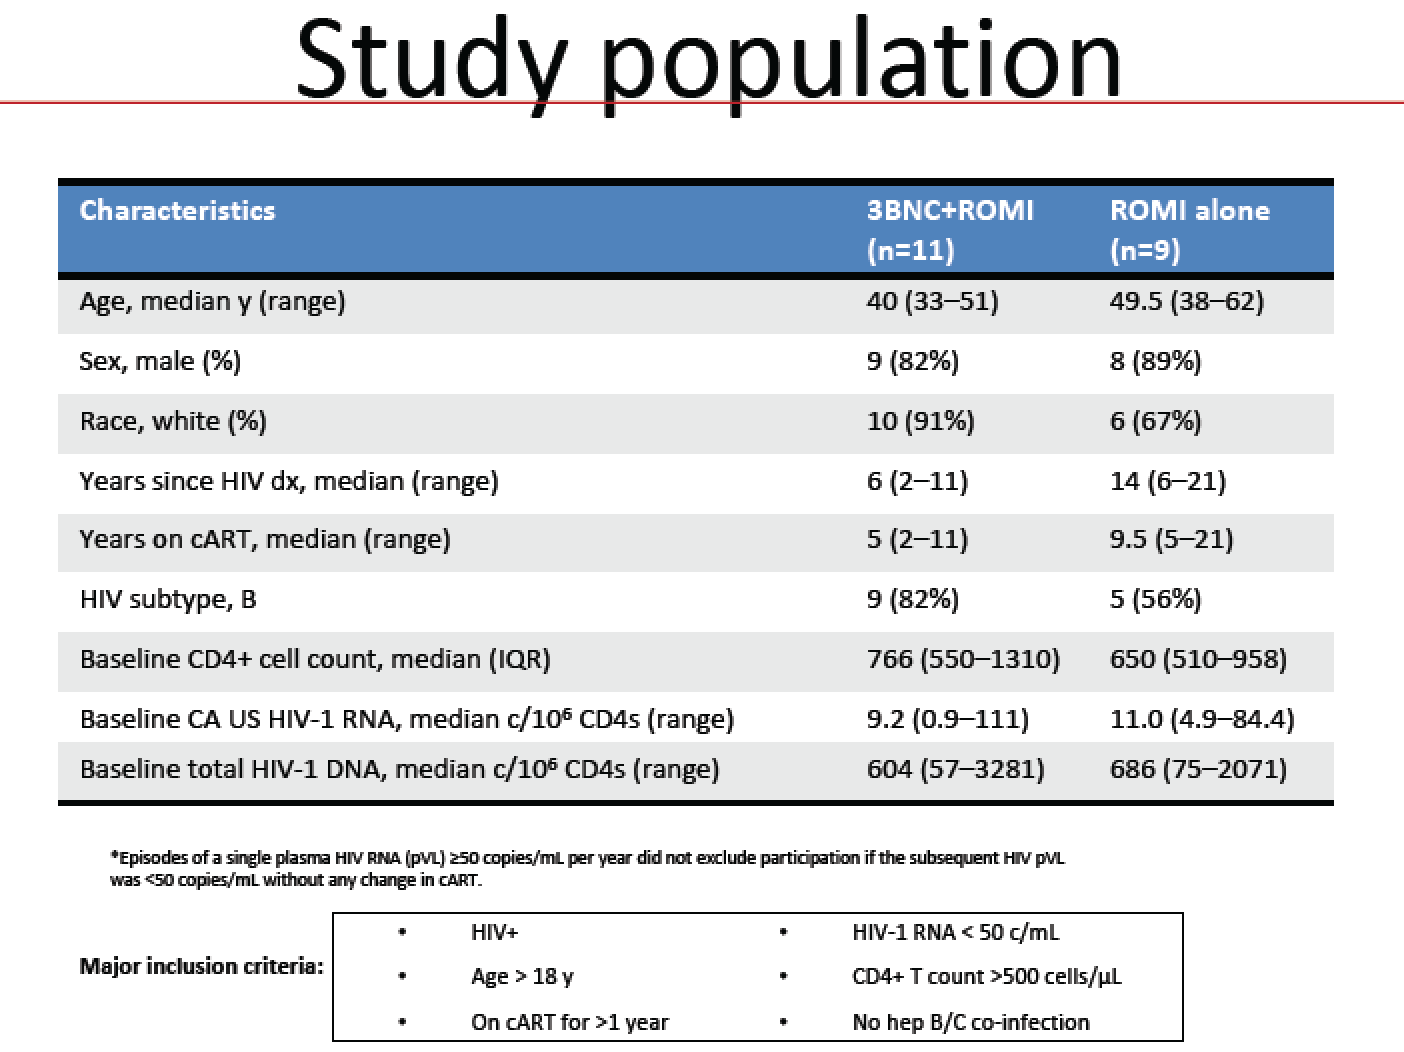 Study population
Characteristics 3BNC+ROMI ROMI alone
(n=11) (n=9)
Age, median y (range) 40 (33–51) 49.5 (38–62)
Sex, male (%) 9 (82%) 8 (89%)
Race, white (%) 10 (91%) 6 (67%)
Years since HIV dx, median (range) 6 (2–11) 14 (6–21)
Years on cART, median (range) 5 (2–11) 9.5 (5–21)
HIV subtype, B 9 (82%) 5 (56%)
Baseline CD4+ cell count, median (IQR) 766 (550–1310) 650 (510–958)
Baseline CA US HIV-1 RNA, median c/10⁶ CD4s (range) 9.2 (0.9–111) 11.0 (4.9–84.4)
Baseline total HIV-1 DNA, median c/10⁶ CD4s (range) 604 (57–3281) 686 (75–2071)
*Episodes of a single plasma HIV RNA (pVL) ≥50 copies/mL per year did not exclude participation if the subsequent HIV pVL
was <50 copies/mL without any change in cART.
Major inclusion criteria:
• HIV+ • HIV-1 RNA < 50 c/mL
• Age > 18 y • CD4+ T count >500 cells/µL
• On cART for >1 year • No hep B/C co-infection